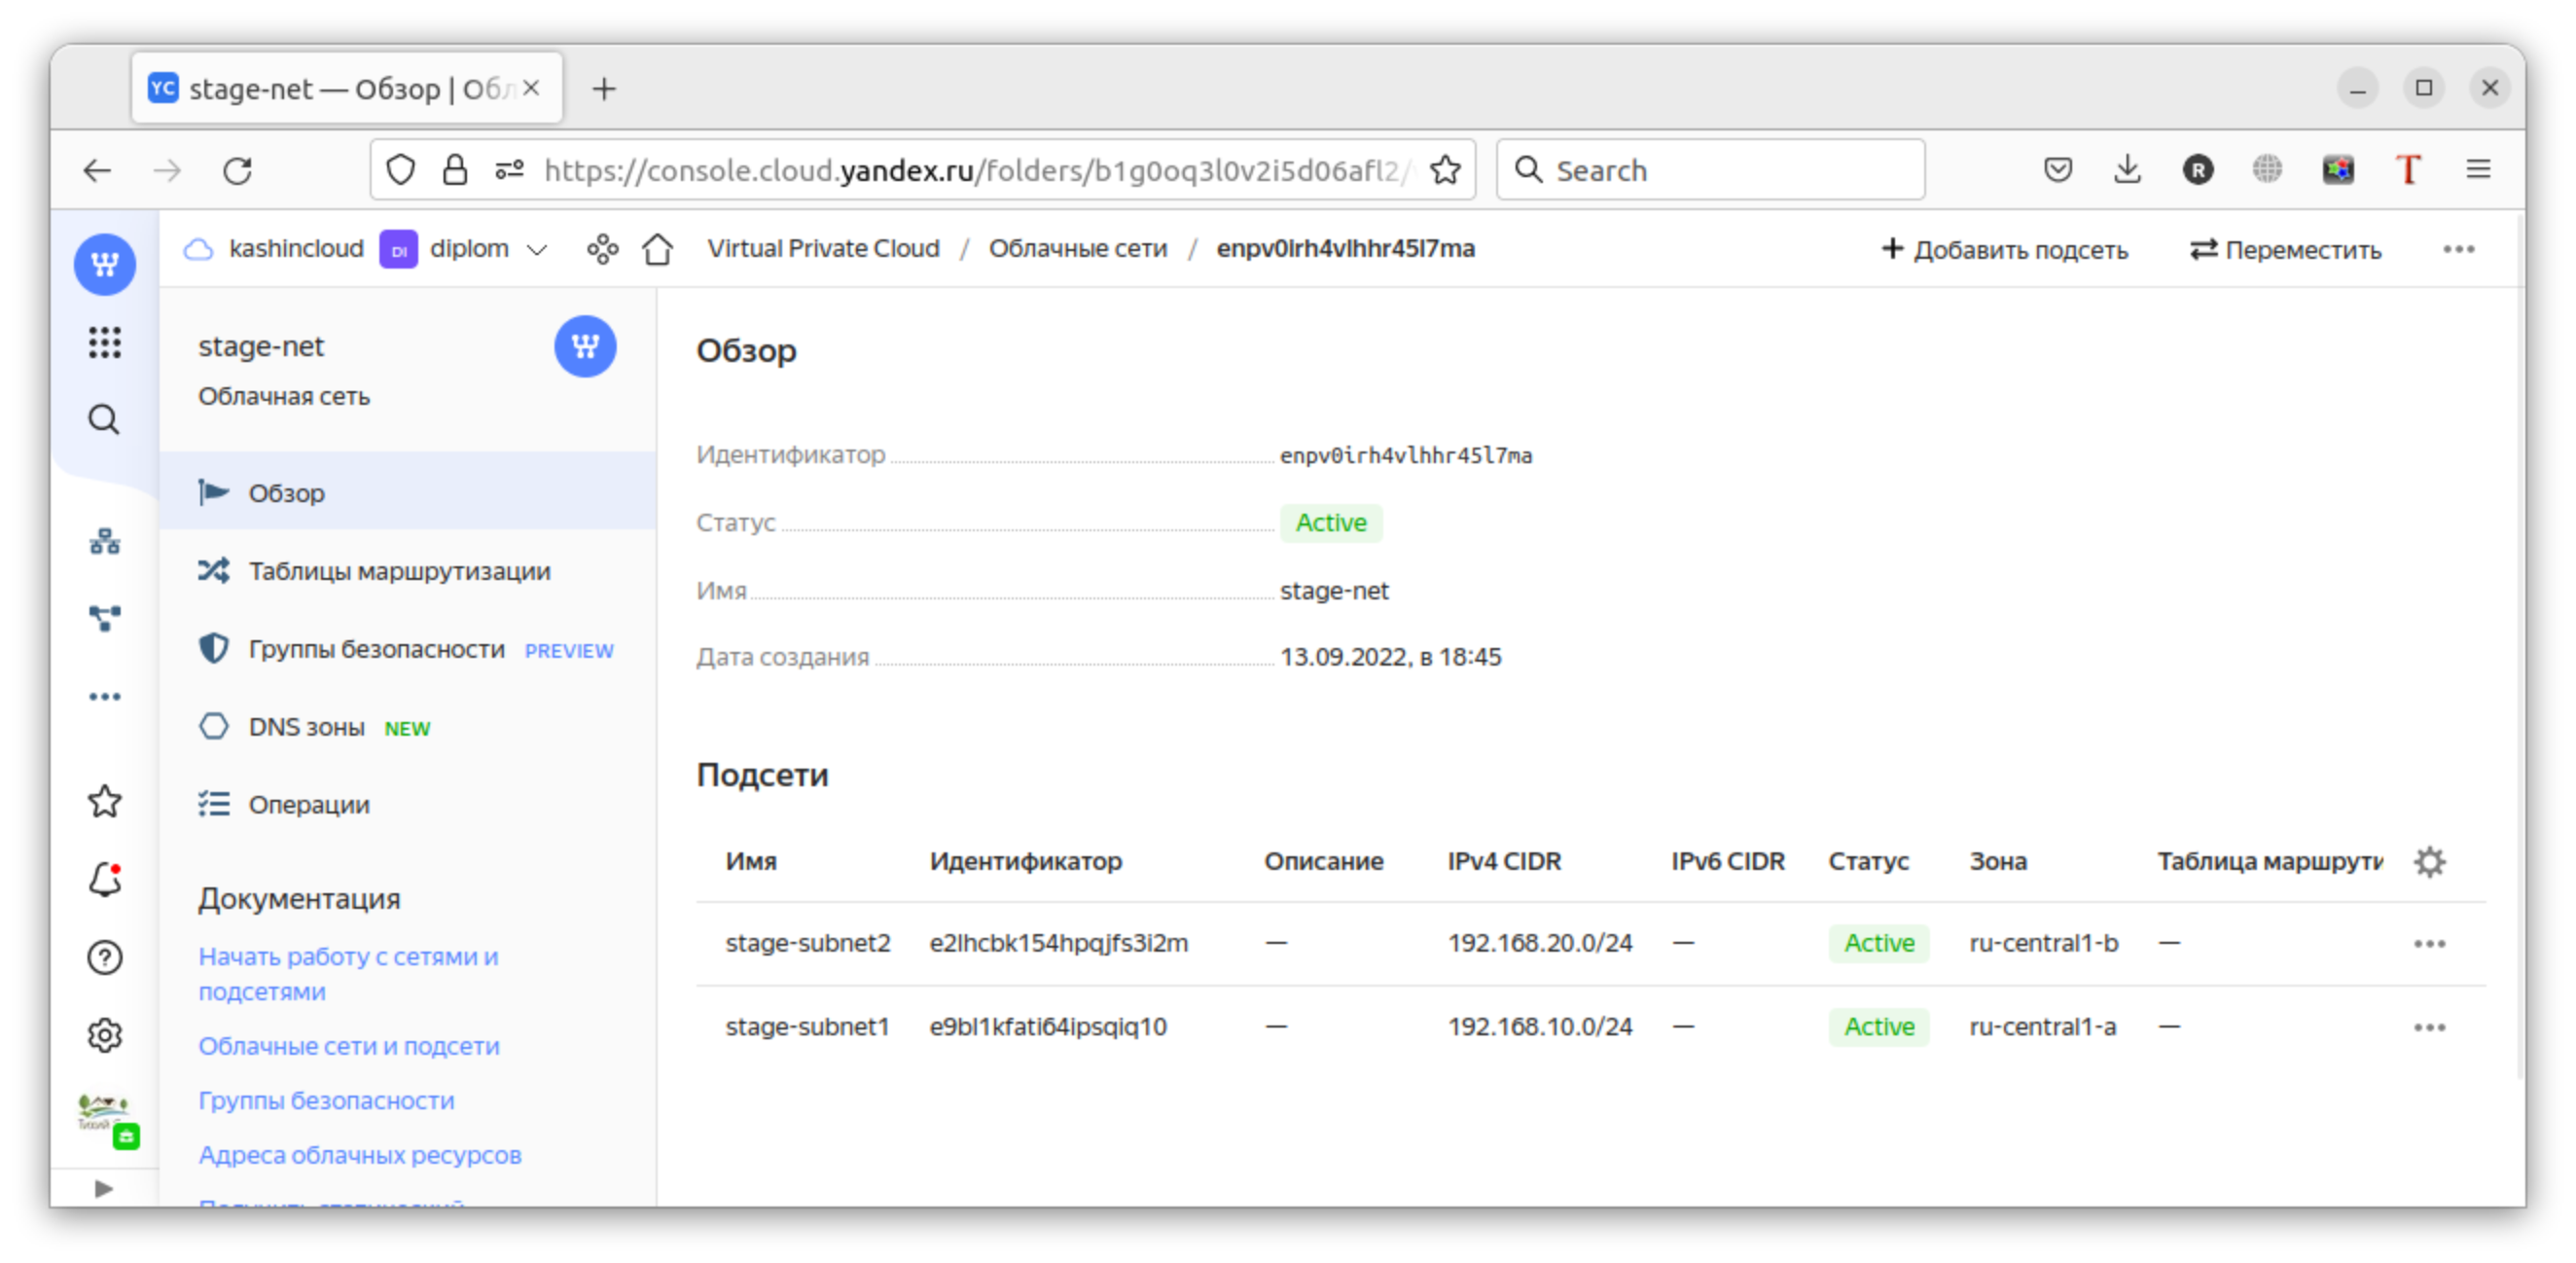 YC stage-net — Обзор | Обл
https://console.cloud.yandex.ru/folders/b1g0oq3l0v2i5d06afl2/
Search
R
T
kashincloud DI diplom
Virtual Private Cloud / Облачные сети / enpv0irh4vlhhr45l7ma
+ Добавить подсеть
Переместить
stage-net
Облачная сеть
Обзор
Таблицы маршрутизации
Группы безопасности PREVIEW
DNS зоны NEW
Операции
Документация
Начать работу с сетями и
подсетями
Облачные сети и подсети
Группы безопасности
Адреса облачных ресурсов
Обзор
Идентификатор enpv0irh4vlhhr45l7ma
Статус Active
Имя stage-net
Дата создания 13.09.2022, в 18:45
Подсети
Имя Идентификатор Описание IPv4 CIDR IPv6 CIDR Статус Зона Таблица маршрути
stage-subnet2 e2lhcbk154hpqjfs3i2m — 192.168.20.0/24 — Active ru-central1-b —
stage-subnet1 e9bl1kfati64ipsqiq10 — 192.168.10.0/24 — Active ru-central1-a —